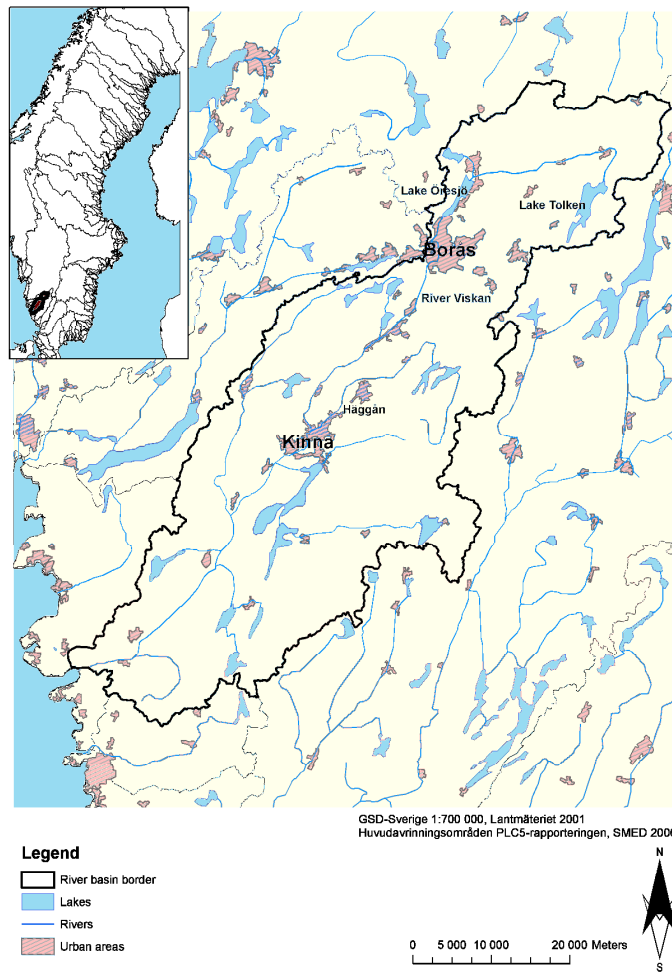 Lake Öresjö
Lake Tolken
Borås
River Viskan
Häggån
Kinna
GSD-Sverige 1:700 000, Lantmäteriet 2001
Huvudavrinningsområden PLC5-rapporteringen, SMED 200
Legend
River basin border
Lakes
Rivers
Urban areas
N
0 5 000 10 000 20 000 Meters
S